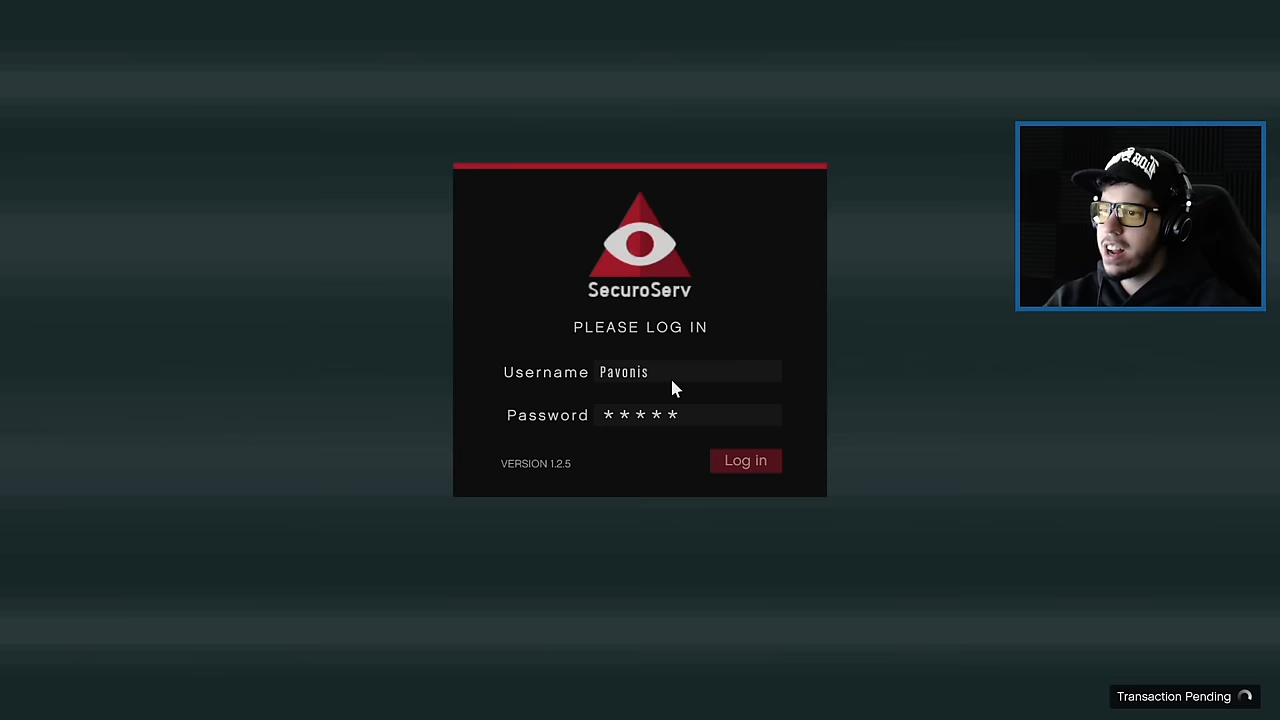 SecuroServ
PLEASE LOG IN
Username Pavonis
Password *****
VERSION 1.2.5 Log in
Transaction Pending